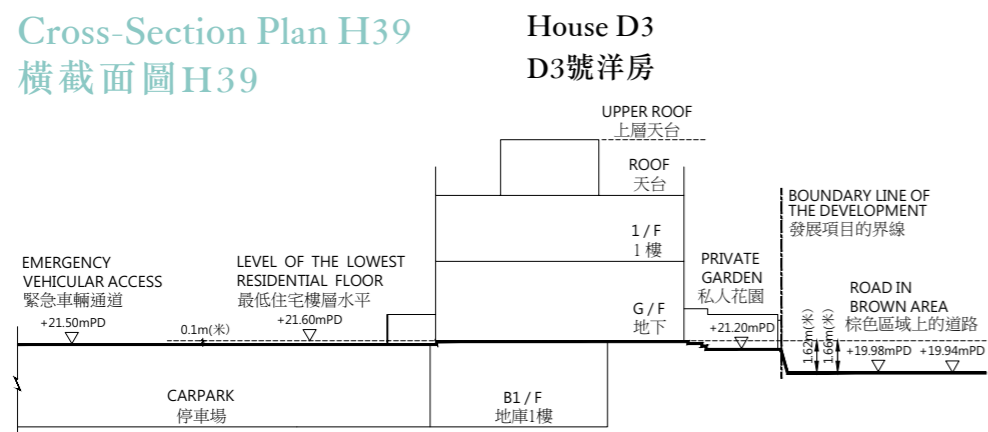 Cross-Section Plan H39
橫截面圖H39
House D3
D3號洋房
UPPER ROOF
上層天台
ROOF
天台
BOUNDARY LINE OF
THE DEVELOPMENT
發展項目的界線
1 / F
1 樓
EMERGENCY
VEHICULAR ACCESS
緊急車輛通道
+21.50mPD
0.1m(米)
LEVEL OF THE LOWEST
RESIDENTIAL FLOOR
最低住宅樓層水平
+21.60mPD
G / F
地下
PRIVATE
GARDEN
私人花園
+21.20mPD
1.62m(米)
1.66m(米)
ROAD IN
BROWN AREA
棕色區域上的道路
+19.98mPD
+19.94mPD
CARPARK
停車場
B1 / F
地庫1樓